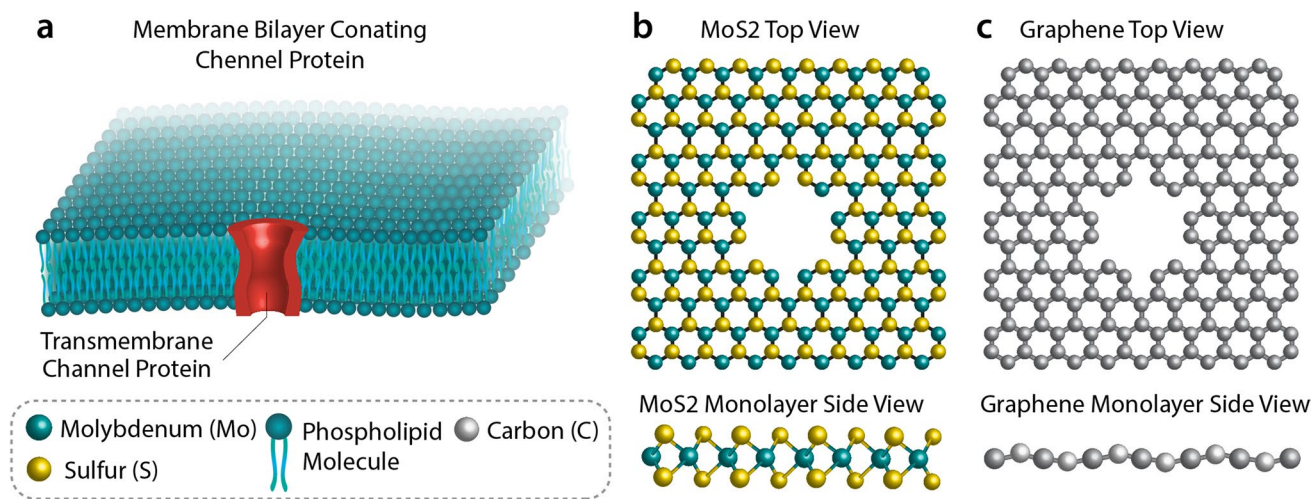 a
Membrane Bilayer Conating
Chennel Protein
Transmembrane
Channel Protein
b
MoS2 Top View
c
Graphene Top View
MoS2 Monolayer Side View
Graphene Monolayer Side View
Molybdenum (Mo)
Sulfur (S)
Phospholipid
Molecule
Carbon (C)